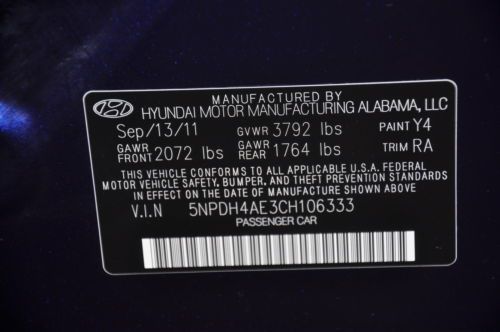 MANUFACTURED BY
HYUNDAI MOTOR MANUFACTURING ALABAMA, LLC
Sep/13/11 GVWR 3792 lbs PAINT Y4
GAWR FRONT 2072 lbs GAWR REAR 1764 lbs TRIM RA
THIS VEHICLE CONFORMS TO ALL APPLICABLE U.S.A. FEDERAL
MOTOR VEHICLE SAFETY, BUMPER, AND THEFT PREVENTION STANDARDS
IN EFFECT ON THE DATE OF MANUFACTURE SHOWN ABOVE.
V.I.N 5NPDH4AE3CH106333
PASSENGER CAR